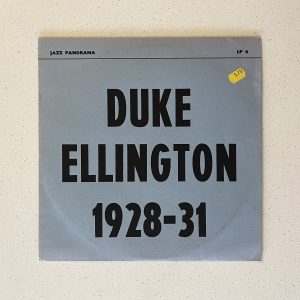 JAZZ PANORAMA LP 6
DUKE
ELLINGTON
1928-31